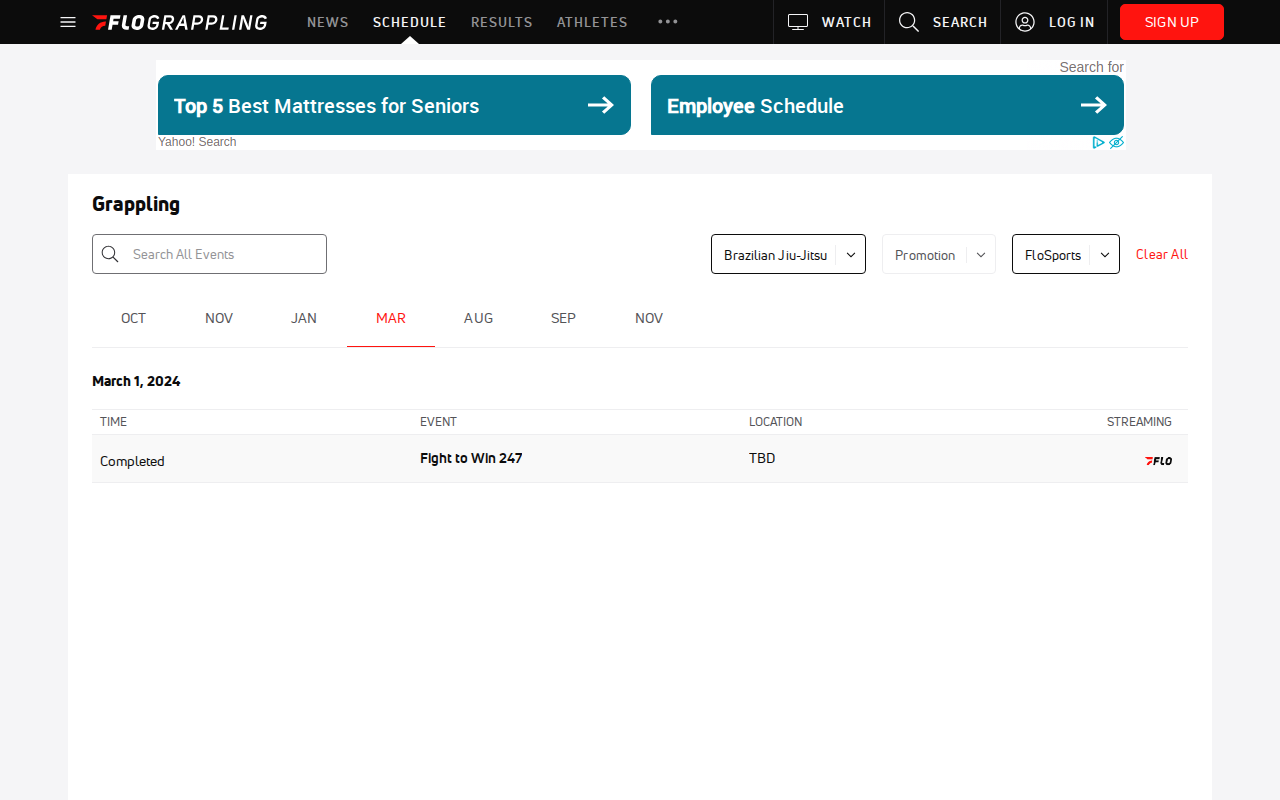 FLOGRAPPLING NEWS SCHEDULE RESULTS ATHLETES WATCH SEARCH LOG IN SIGN UP
Search for
Top 5 Best Mattresses for Seniors
Employee Schedule
Yahoo! Search
Grappling
Search All Events
Brazilian Jiu-Jitsu
Promotion
FloSports
Clear All
OCT NOV JAN MAR AUG SEP NOV
March 1, 2024
TIME EVENT LOCATION STREAMING
Completed Fight to Win 247 TBD FLO